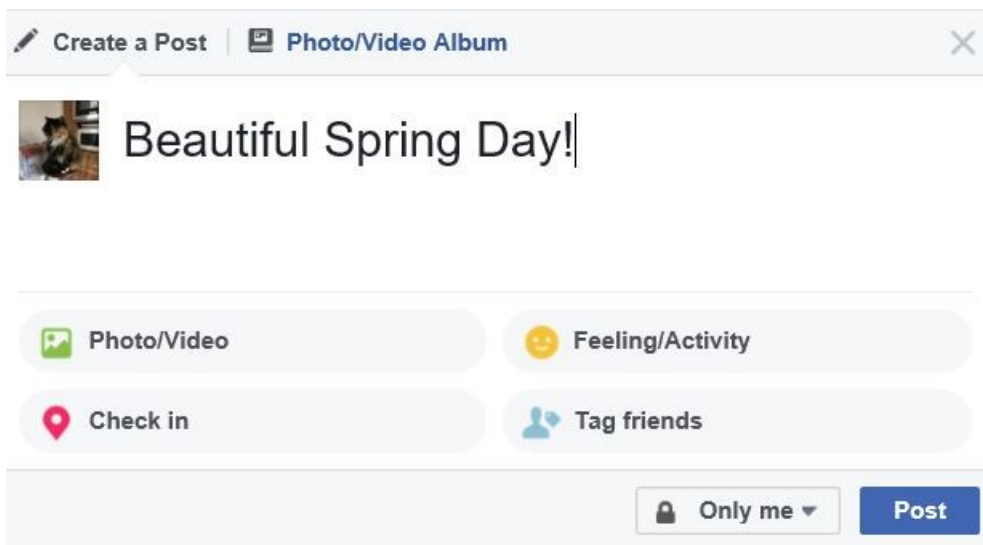 Create a Post Photo/Video Album
Beautiful Spring Day!
Photo/Video Feeling/Activity
Check in Tag friends
Only me Post